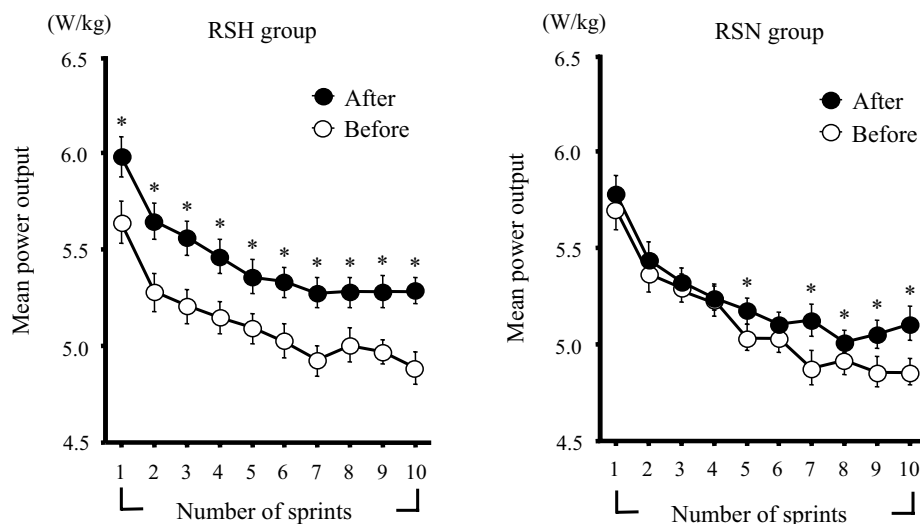 (W/kg)
RSH group
6.5
After
Before
*
6.0
* * * * * * * * *
5.5
5.0
4.5
Mean power output
1 2 3 4 5 6 7 8 9 10
Number of sprints
(W/kg)
RSN group
6.5
After
Before
6.0
5.5
* * * * *
5.0
4.5
Mean power output
1 2 3 4 5 6 7 8 9 10
Number of sprints